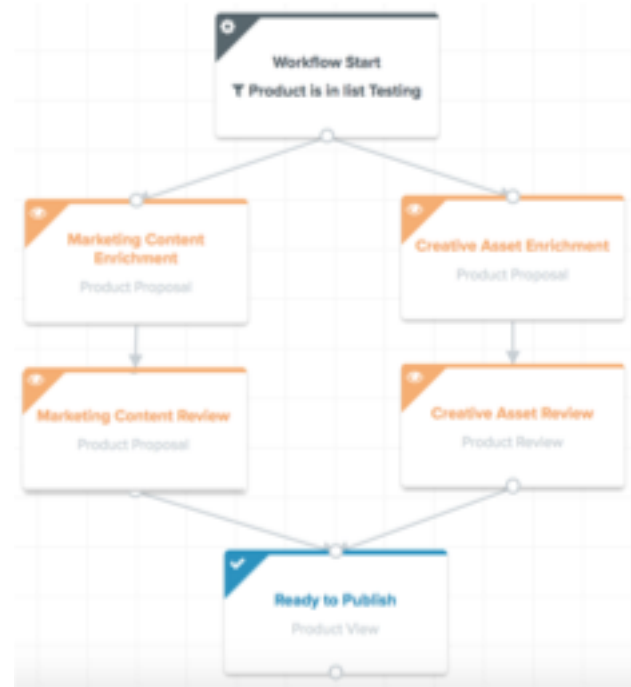 Workflow Start
Product is in list Testing
Marketing Content
Enrichment
Product Proposal
Creative Asset Enrichment
Product Proposal
Marketing Content Review
Product Proposal
Creative Asset Review
Product Review
Ready to Publish
Product View